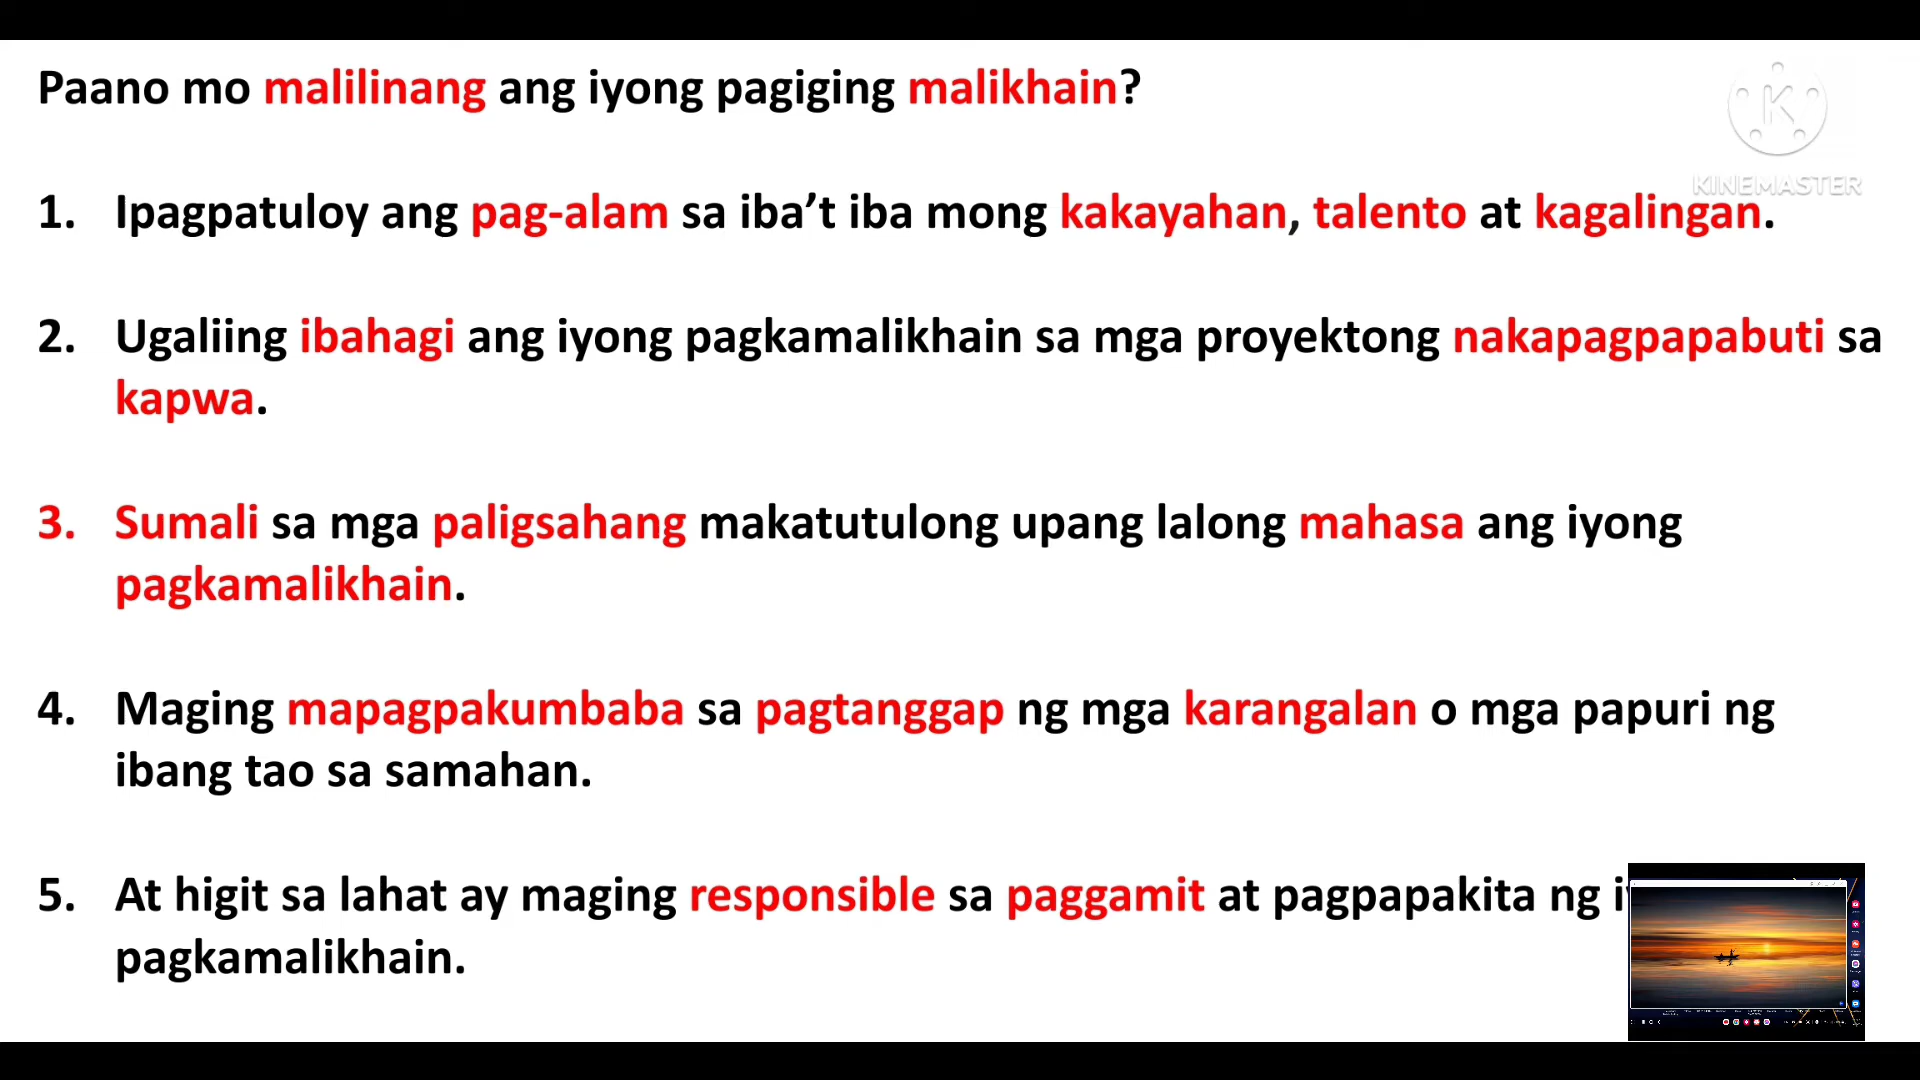 Paano mo malilinang ang iyong pagiging malikhain?
KINEMASTER
1. Ipagpatuloy ang pag-alam sa iba’t iba mong kakayahan, talento at kagalingan.
2. Ugaliing ibahagi ang iyong pagkamalikhain sa mga proyektong nakapagpapabuti sa
kapwa.
3. Sumali sa mga paligsahang makatutulong upang lalong mahasa ang iyong
pagkamalikhain.
4. Maging mapagpakumbaba sa pagtanggap ng mga karangalan o mga papuri ng
ibang tao sa samahan.
5. At higit sa lahat ay maging responsible sa paggamit at pagpapakita ng
pagkamalikhain.